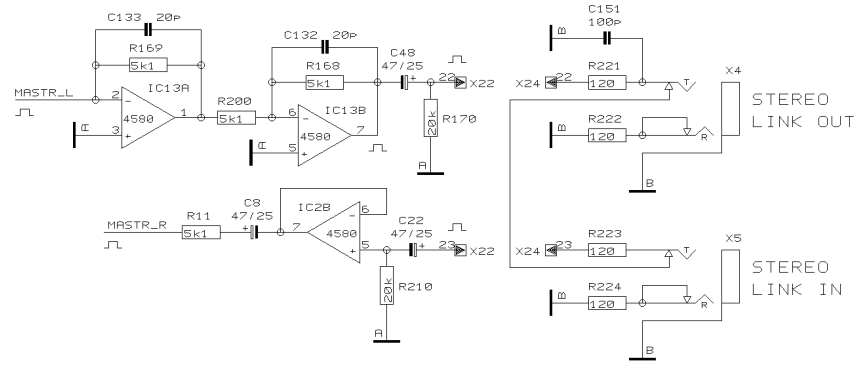 C133 20p
R169
5k1
MASTR_L
2
IC13A
3
4580
1
A
R200
5k1
C132 20p
R168
5k1
6
IC13B
5
4580
7
A
C48
47/25
22
X22
20k
R170
A
C151
100p
B
X24
22
R221
120
T
X4
STEREO
LINK OUT
B
R222
120
R
B
MASTR_R
R11
5k1
C8
47/25
IC2B
7
4580
6
5
C22
47/25
23
X22
20k
R210
A
X24
23
R223
120
T
X5
STEREO
LINK IN
B
R224
120
R
B